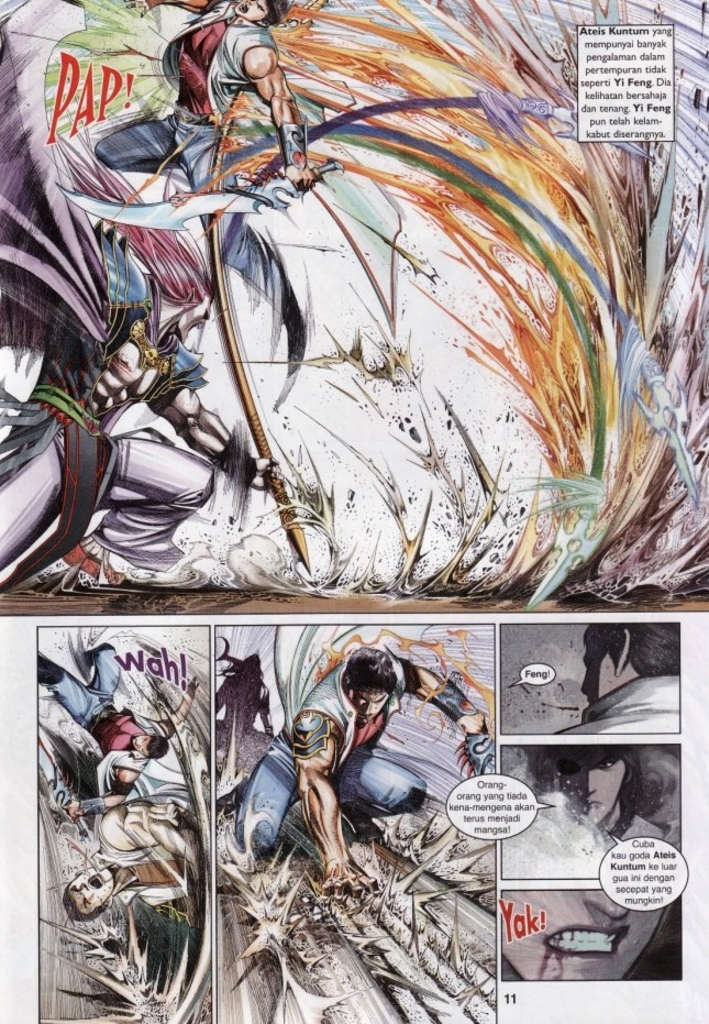 PAP!
Ateis Kuntum yang
mempunyai banyak
pengalaman dalam
pertempuran tidak
seperti Yi Feng. Dia
kelihatan bersahaja
dan tenang. Yi Feng
pun telah kelam-
kabut diserangnya.
wah!
Feng!
Orang-
orang yang tiada
kena-mengena akan
terus menjadi
mangsa!
Cuba
kau goda Ateis
Kuntum ke luar
gua ini dengan
secepat yang
mungkin!
Yak!
11